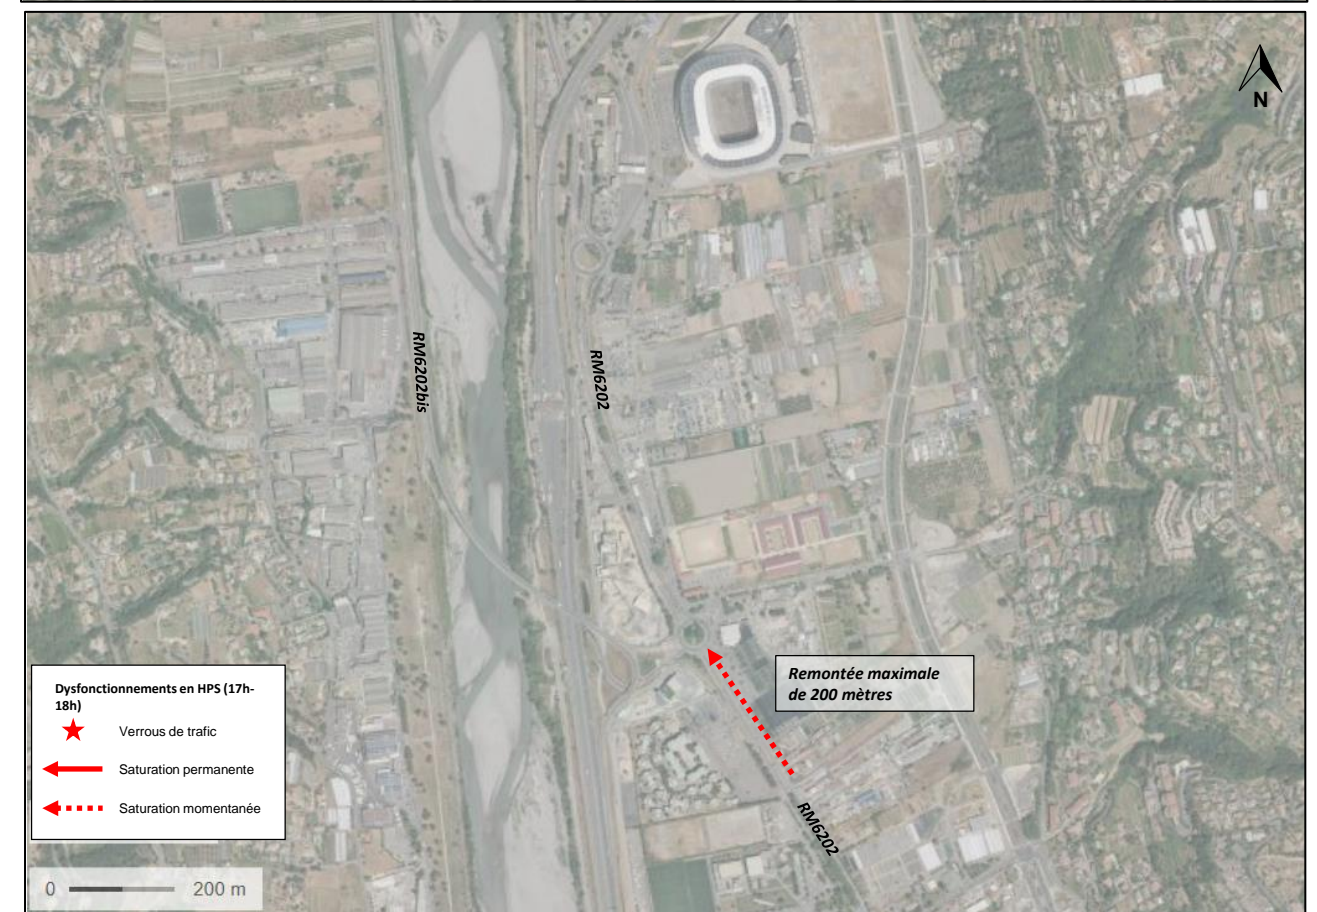 N
RM6202bis
RM6202
Remontée maximale
de 200 mètres
Dysfonctionnements en HPS (17h-
18h)
Verrous de trafic
Saturation permanente
Saturation momentanée
RM6202
0 200 m